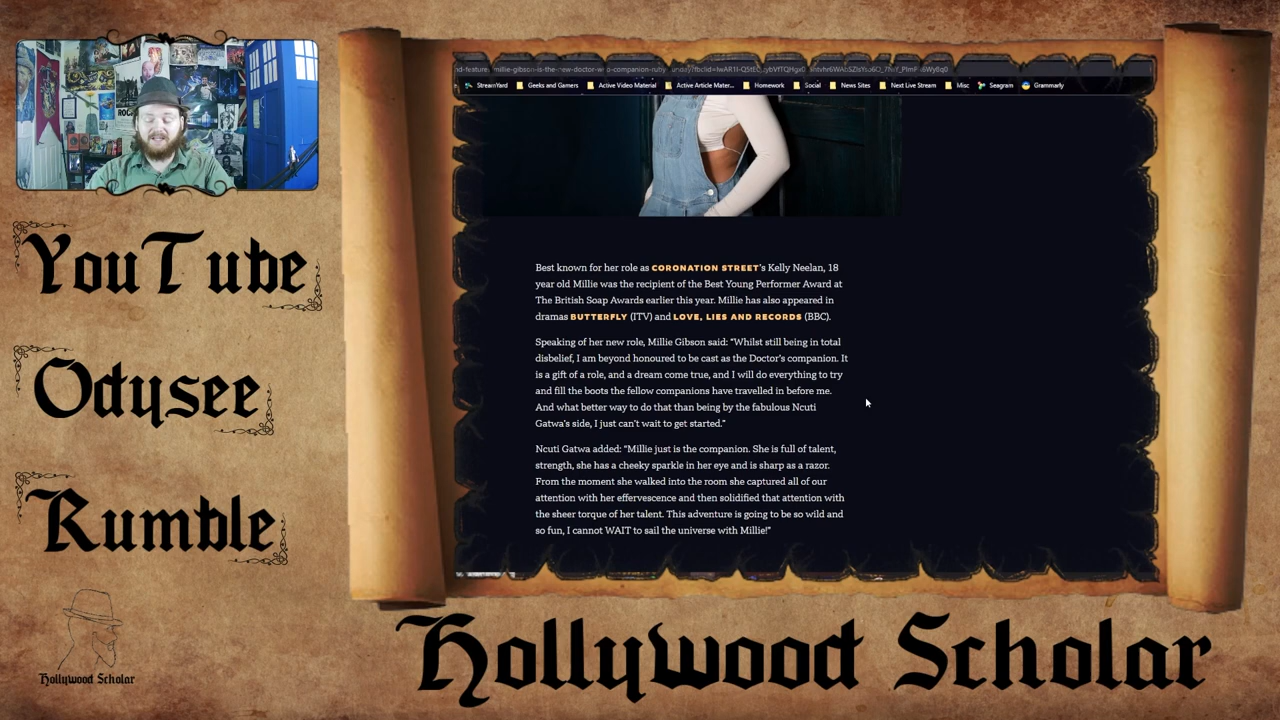 StreamYard Geeks and Gamers Active Video Material Active Article Mater... Homework Social News Sites Next Live Stream Misc Seagram Grammarly
Best known for her role as CORONATION STREET's Kelly Neelan, 18
year old Millie was the recipient of the Best Young Performer Award at
The British Soap Awards earlier this year. Millie has also appeared in
dramas BUTTERFLY (ITV) and LOVE, LIES AND RECORDS (BBC).
Speaking of her new role, Millie Gibson said: “Whilst still being in total
disbelief, I am beyond honoured to be cast as the Doctor's companion. It
is a gift of a role, and a dream come true, and I will do everything to try
and fill the boots the fellow companions have travelled in before me.
And what better way to do that than being by the fabulous Ncuti
Gatwa's side, I just can't wait to get started.”
Ncuti Gatwa added: “Millie just is the companion. She is full of talent,
strength, she has a cheeky sparkle in her eye and is sharp as a razor.
From the moment she walked into the room she captured all of our
attention with her effervescence and then solidified that attention with
the sheer torque of her talent. This adventure is going to be so wild and
so fun, I cannot WAIT to sail the universe with Millie!”
YouTube
Odysee
Rumble
Hollywood Scholar
Hollywood Scholar